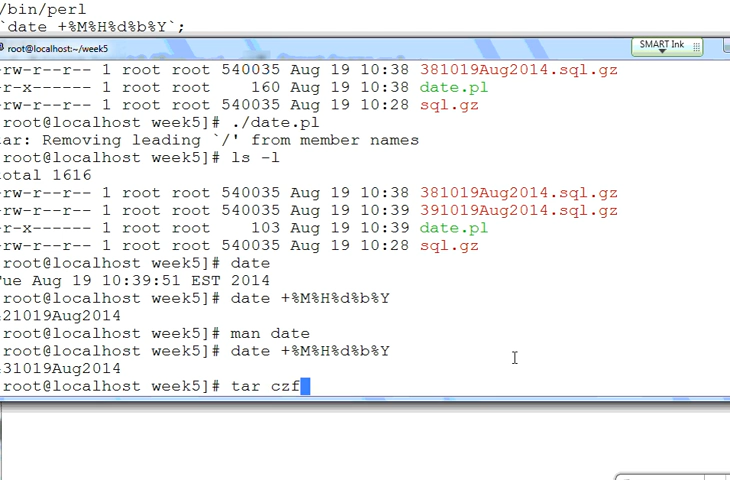 /bin/perl
`date +%M%H%d%b%Y`;
root@localhost:~/week5
SMART Ink
rw-r--r-- 1 root root 540035 Aug 19 10:38 381019Aug2014.sql.gz
r-x------ 1 root root 160 Aug 19 10:38 date.pl
rw-r--r-- 1 root root 540035 Aug 19 10:28 sql.gz
root@localhost week5]# ./date.pl
ar: Removing leading `/' from member names
root@localhost week5]# ls -l
otal 1616
rw-r--r-- 1 root root 540035 Aug 19 10:38 381019Aug2014.sql.gz
rw-r--r-- 1 root root 540035 Aug 19 10:39 391019Aug2014.sql.gz
r-x------ 1 root root 103 Aug 19 10:39 date.pl
rw-r--r-- 1 root root 540035 Aug 19 10:28 sql.gz
root@localhost week5]# date
ue Aug 19 10:39:51 EST 2014
root@localhost week5]# date +%M%H%d%b%Y
21019Aug2014
root@localhost week5]# man date
root@localhost week5]# date +%M%H%d%b%Y
31019Aug2014
root@localhost week5]# tar czf